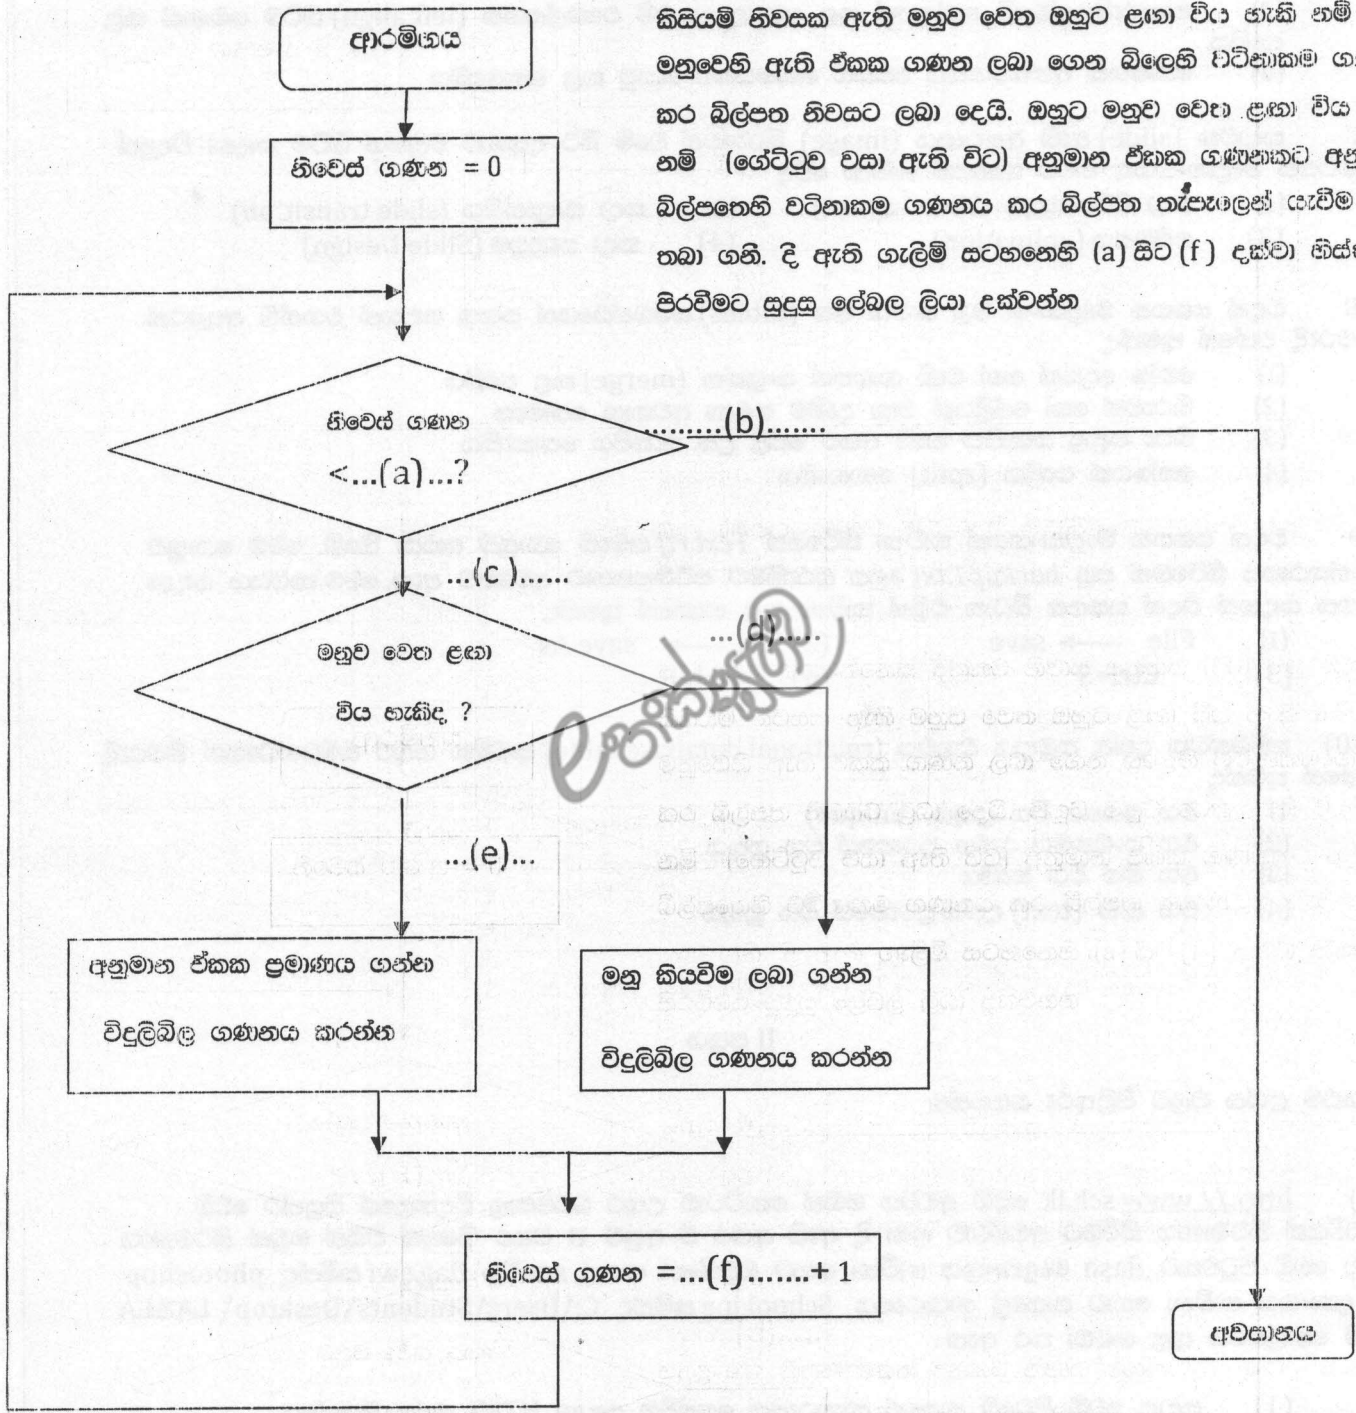 ආරම්භය
නිවෙස් ගණන = 0
කිසියම් නිවසක ඇති මනුව වෙත ඔහුට ළඟා විය හැකි නම්
මනුවෙහි ඇති ඒකක ගණන ලබා ගෙන බිලෙහි වටිනාකම
කර බිල්පත නිවසට ලබා දෙයි. ඔහුට මනුව වෙත ළඟා විය
නම් (ගේට්ටුව වසා ඇති විට) අනුමාන ඒකක ගණනකට
බිල්පතෙහි වටිනාකම ගණනය කර බිල්පත තැපෑලෙන් යැවීම
තබා ගනී. දී ඇති ගැලීම් සටහනෙහි (a) සිට (f) දක්වා
පිරවීමට සුදුසු ලේබල ලියා දක්වන්න
නිවෙස් ගණන
<...(a)...?
.........(b).......
...(c)......
මනුව වෙත ළඟා
විය හැකිද ?
...(d).....
...(e)...
අනුමාන ඒකක ප්‍රමාණය ගන්න
විදුලිබිල ගණනය කරන්න
මනු කියවීම ලබා ගන්න
විදුලිබිල ගණනය කරන්න
නිවෙස් ගණන =...(f).......+ 1
අවසානය